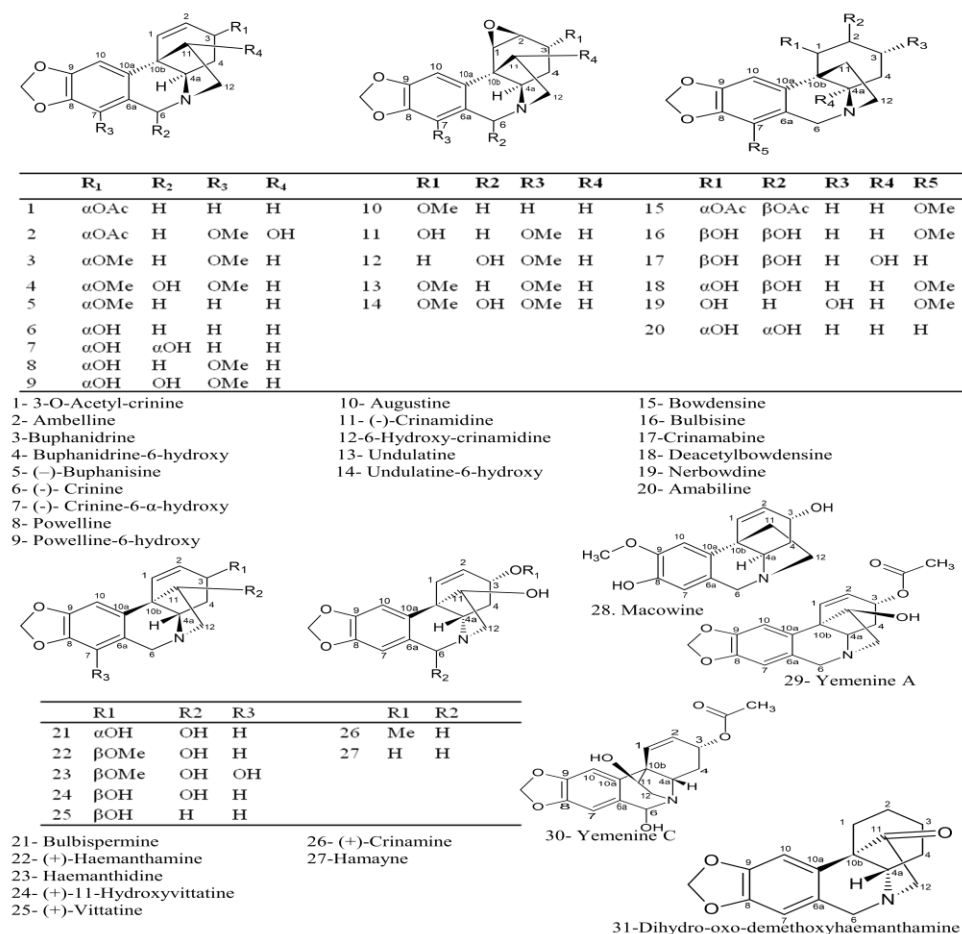 R₁ R₂ R₃ R₄
1 αOAc H H H
2 αOAc H OMe OH
3 αOMe H OMe H
4 αOMe OH OMe H
5 αOMe H H H
6 αOH H H H
7 αOH αOH H H
8 αOH H OMe H
9 αOH OH OMe H
R1 R2 R3 R4
10 OMe H H H
11 OH H OMe H
12 H OH OMe H
13 OMe H OMe H
14 OMe OH OMe H
R1 R2 R3 R4 R5
15 αOAc βOAc H H OMe
16 βOH βOH H H OMe
17 βOH βOH H OH H
18 αOH βOH H H OMe
19 OH H OH H OMe
20 αOH αOH H H H
1- 3-O-Acetyl-crinine
2- Ambelline
3-Buphanidrine
4- Buphanidrine-6-hydroxy
5- (–)-Buphanisine
6- (-)- Crinine
7- (-)- Crinine-6-α-hydroxy
8- Powelline
9- Powelline-6-hydroxy
10- Augustine
11- (-)-Crinamidine
12-6-Hydroxy-crinamidine
13- Undulatine
14- Undulatine-6-hydroxy
15- Bowdensine
16- Bulbisine
17-Crinamabine
18- Deacetylbowdensine
19- Nerbowdine
20- Amabiline
28. Macowine
29- Yemenine A
R1 R2 R3
21 αOH OH H
22 βOMe OH H
23 βOMe OH OH
24 βOH OH H
25 βOH H H
R1 R2
26 Me H
27 H H
30- Yemenine C
21- Bulbispermine
22- (+)-Haemanthamine
23- Haemanthidine
24- (+)-11-Hydroxyvittatine
25- (+)-Vittatine
26- (+)-Crinamine
27-Hamayne
31-Dihydro-oxo-demethoxyhaemanthamine